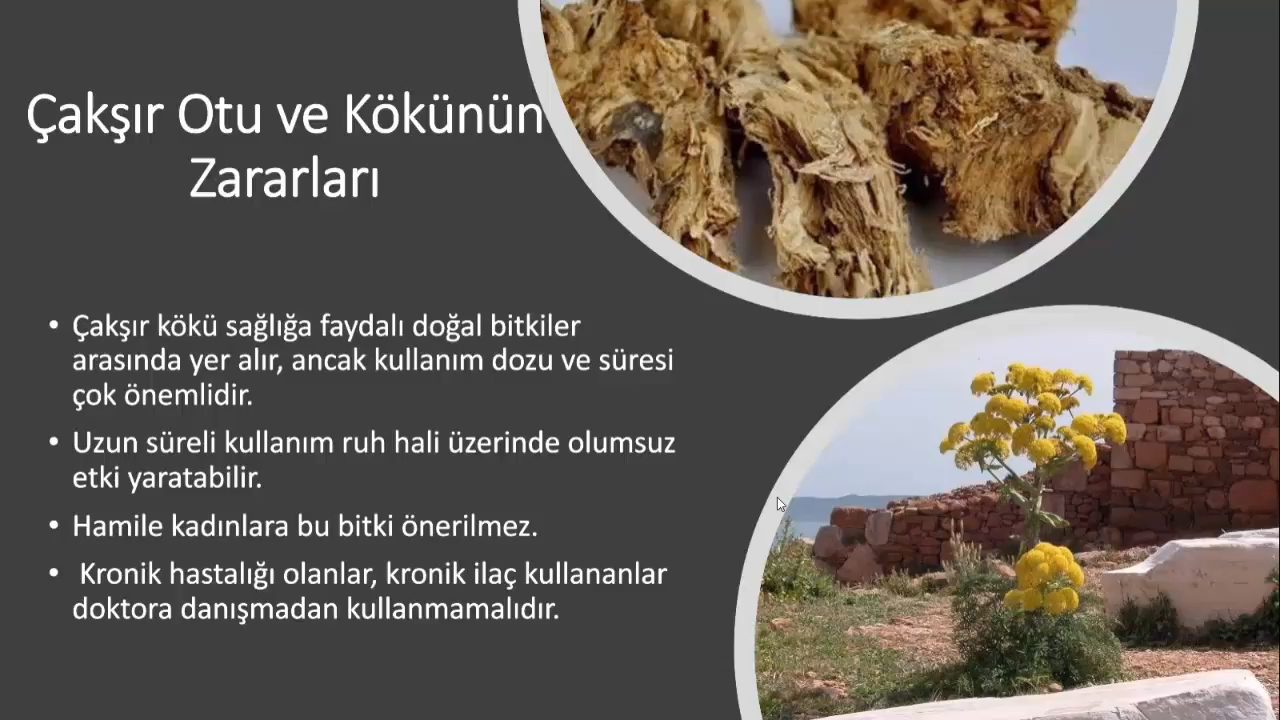 Çakşır Otu ve Kökünün
Zararları
• Çakşır kökü sağlığa faydalı doğal bitkiler
arasında yer alır, ancak kullanım dozu ve süresi
çok önemlidir.
• Uzun süreli kullanım ruh hali üzerinde olumsuz
etki yaratabilir.
• Hamile kadınlara bu bitki önerilmez.
• Kronik hastalığı olanlar, kronik ilaç kullananlar
doktora danışmadan kullanmamalıdır.